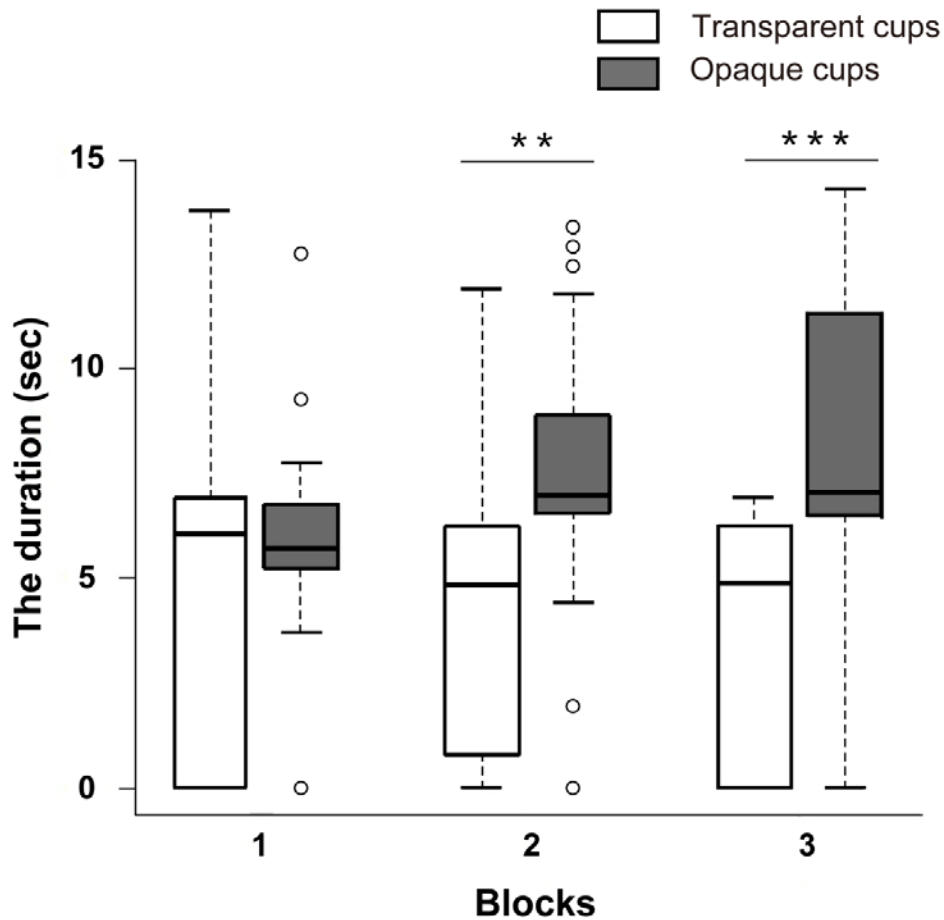 Transparent cups
Opaque cups
**
***
15
10
5
0
The duration (sec)
1 2 3
Blocks